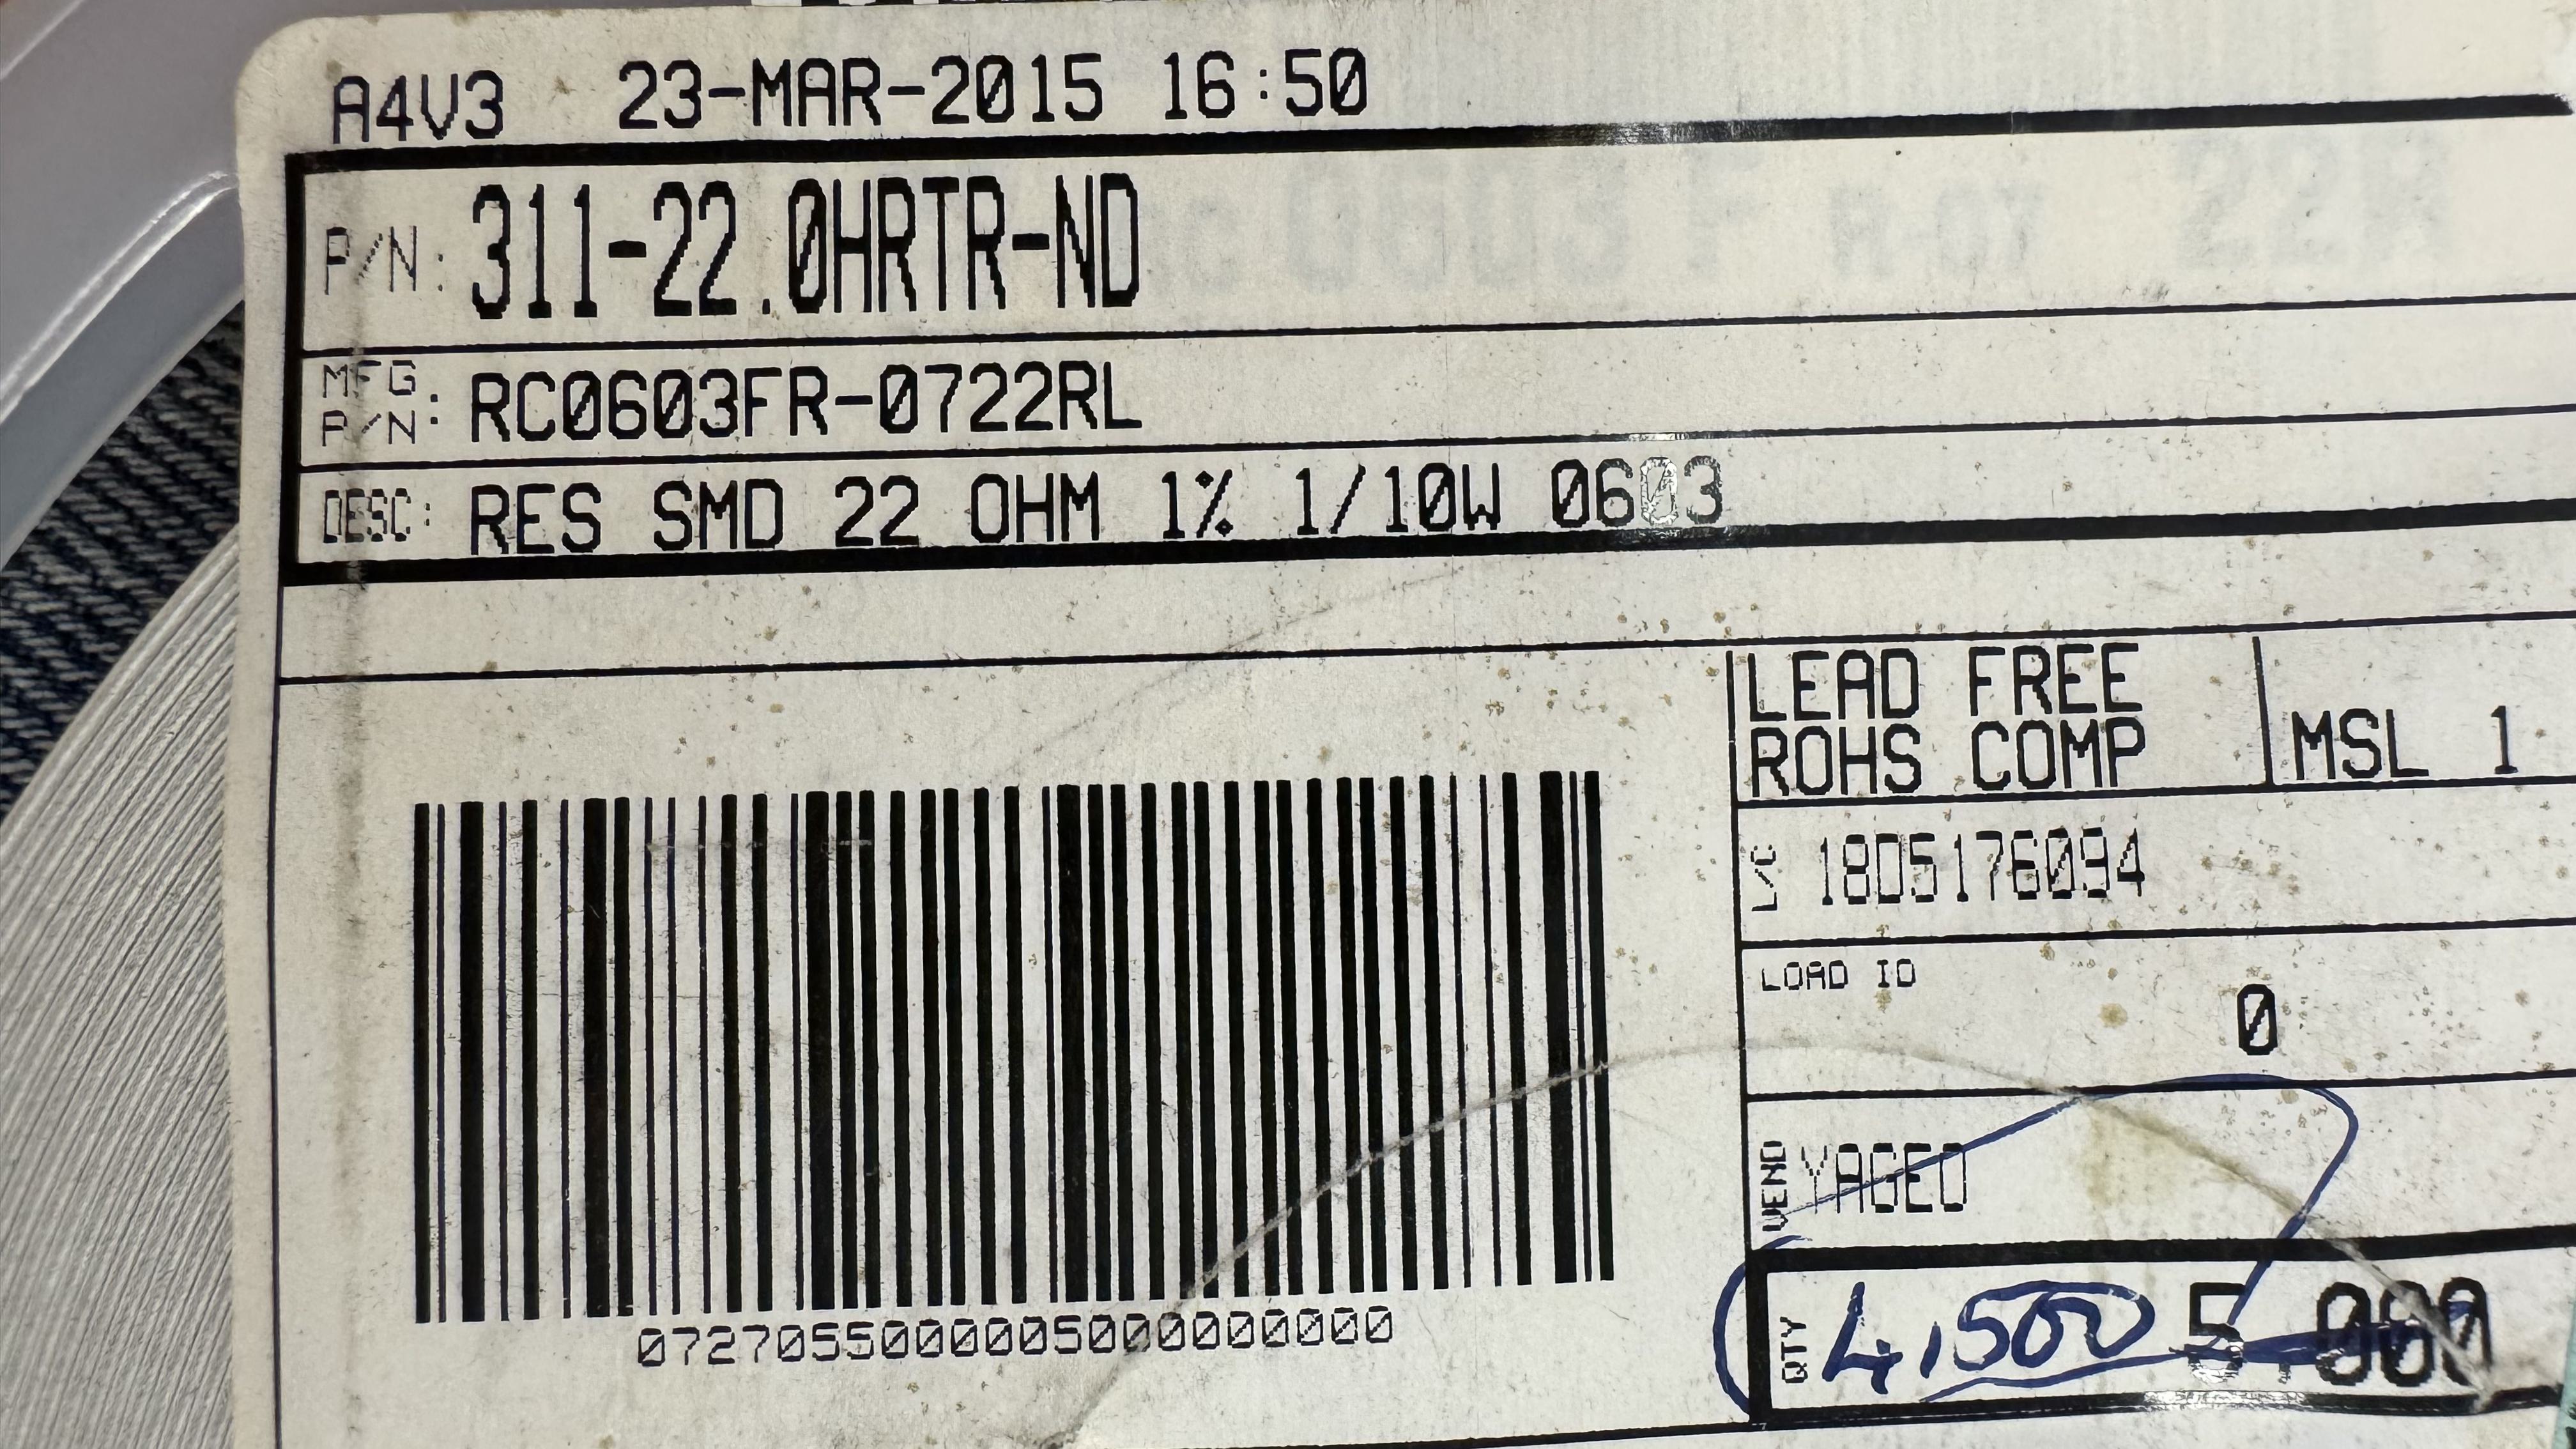 A4V3 23-MAR-2015 16:50
P/N: 311-22.0HRTR-ND
MFG P/N: RC0603FR-0722RL
DESC: RES SMD 22 OHM 1% 1/10W 0603
LEAD FREE
ROHS COMP
MSL 1
L/C 18D5176094
LOAD ID
0
VEND YAGEO
QTY 4,500 5,000
0727055000005000000000